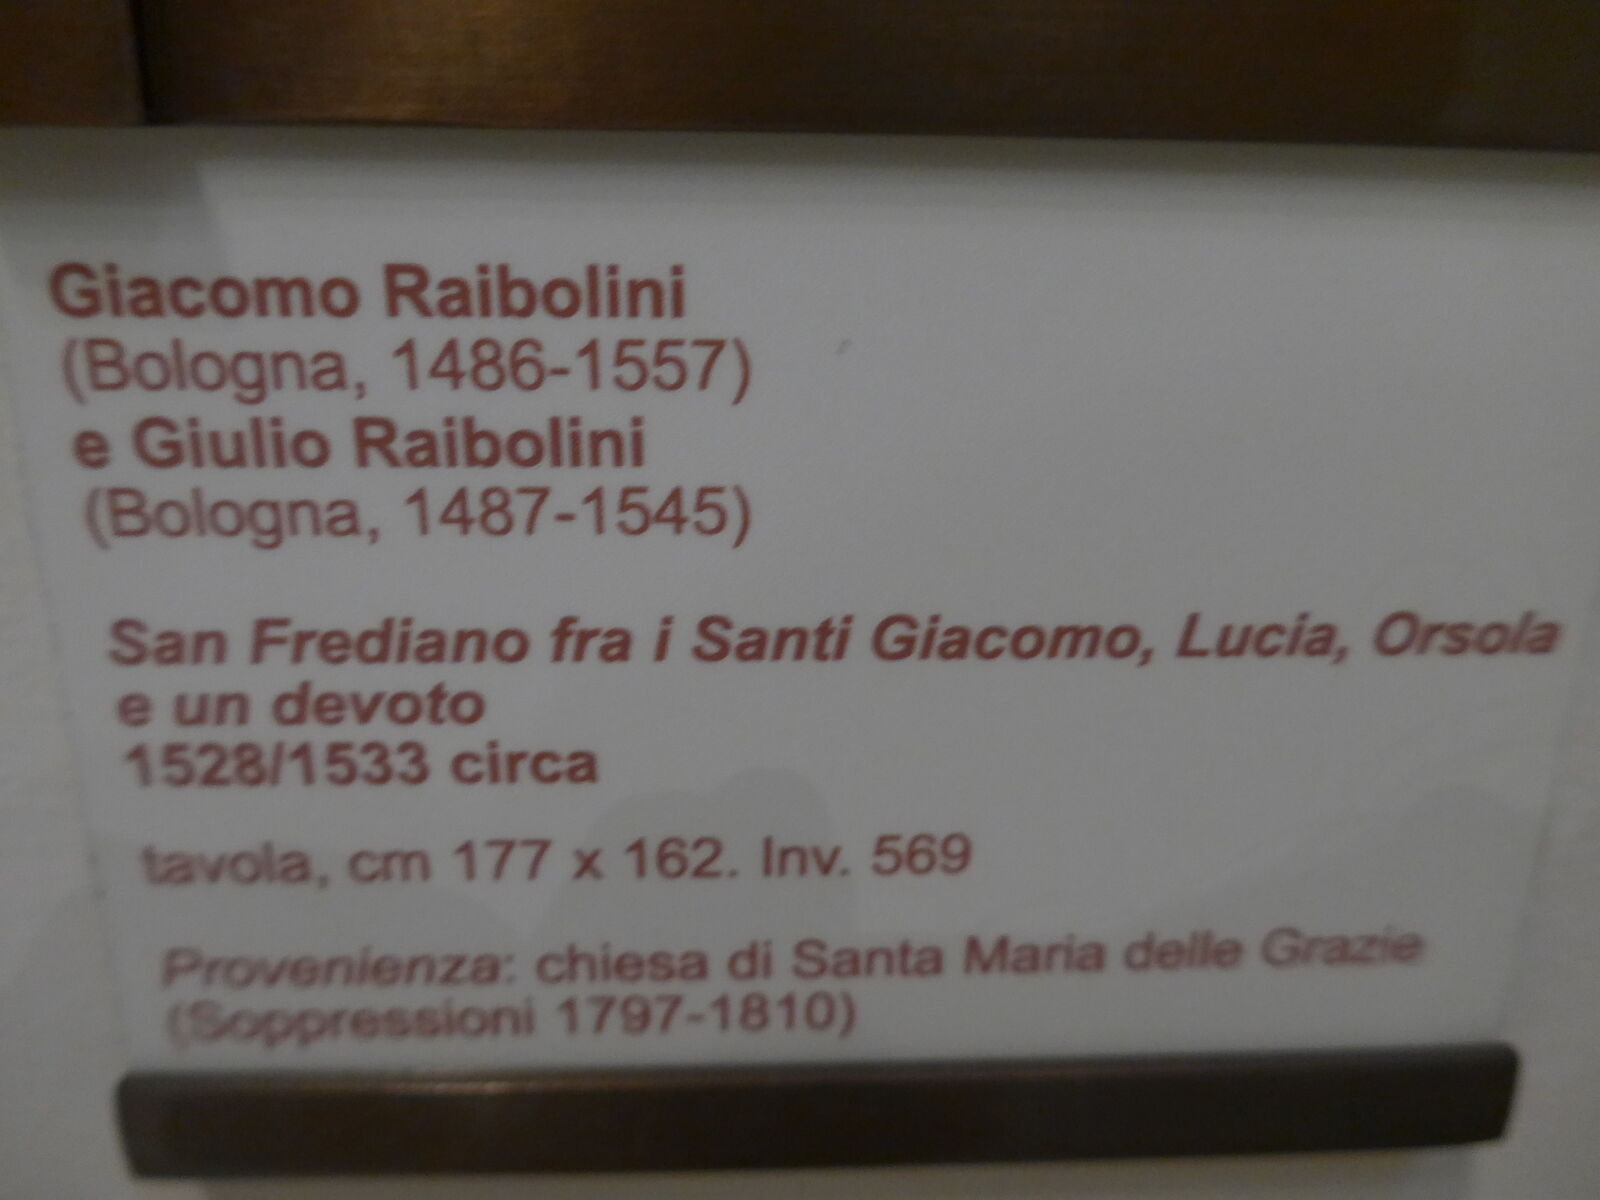 Giacomo Raibolini
(Bologna, 1486-1557)
e Giulio Raibolini
(Bologna, 1487-1545)
San Frediano fra i Santi Giacomo, Lucia, Orsola
e un devoto
1528/1533 circa
tavola, cm 177 x 162. Inv. 569
Provenienza: chiesa di Santa Maria delle Grazie
(Soppressioni 1797-1810)